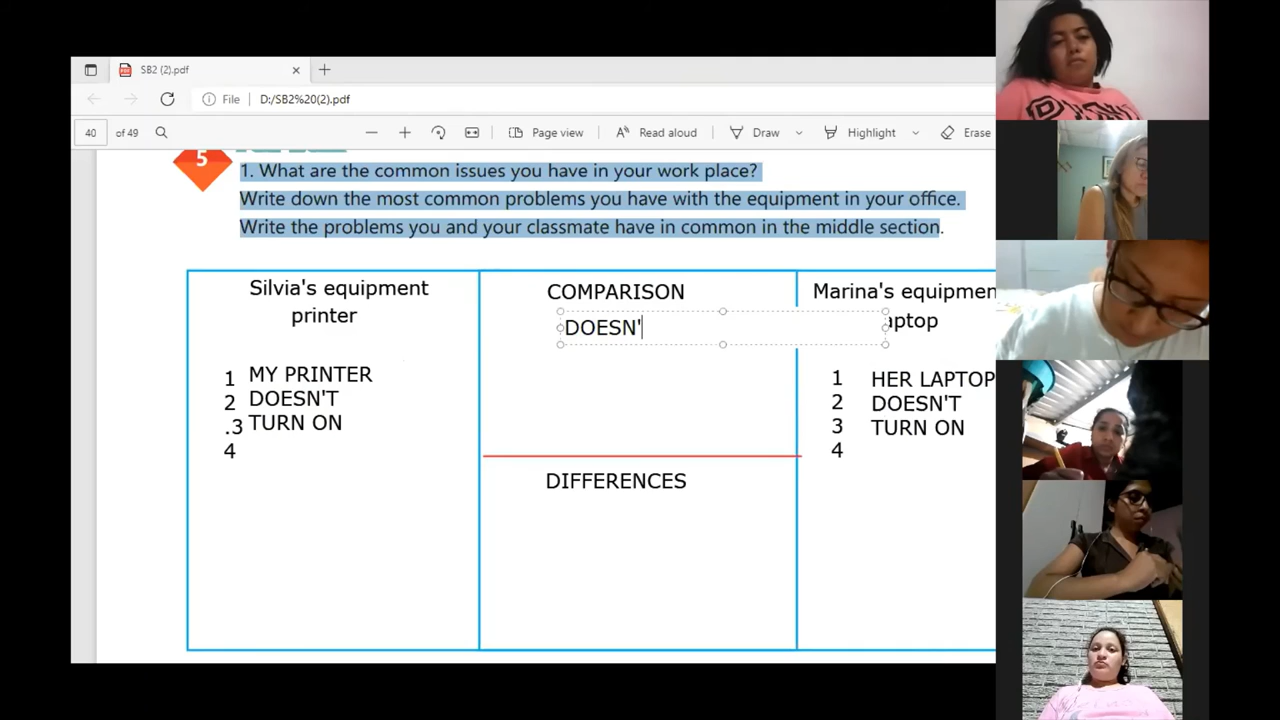 SB2 (2).pdf
File D:/SB2%20(2).pdf
40 of 49 Page view Read aloud Draw Highlight Erase
5
1. What are the common issues you have in your work place?
Write down the most common problems you have with the equipment in your office.
Write the problems you and your classmate have in common in the middle section.
Silvia's equipment
printer
1 MY PRINTER
2 DOESN'T
.3 TURN ON
4
COMPARISON
DOESN'
DIFFERENCES
Marina's equipmen
aptop
1 HER LAPTOP
2 DOESN'T
3 TURN ON
4